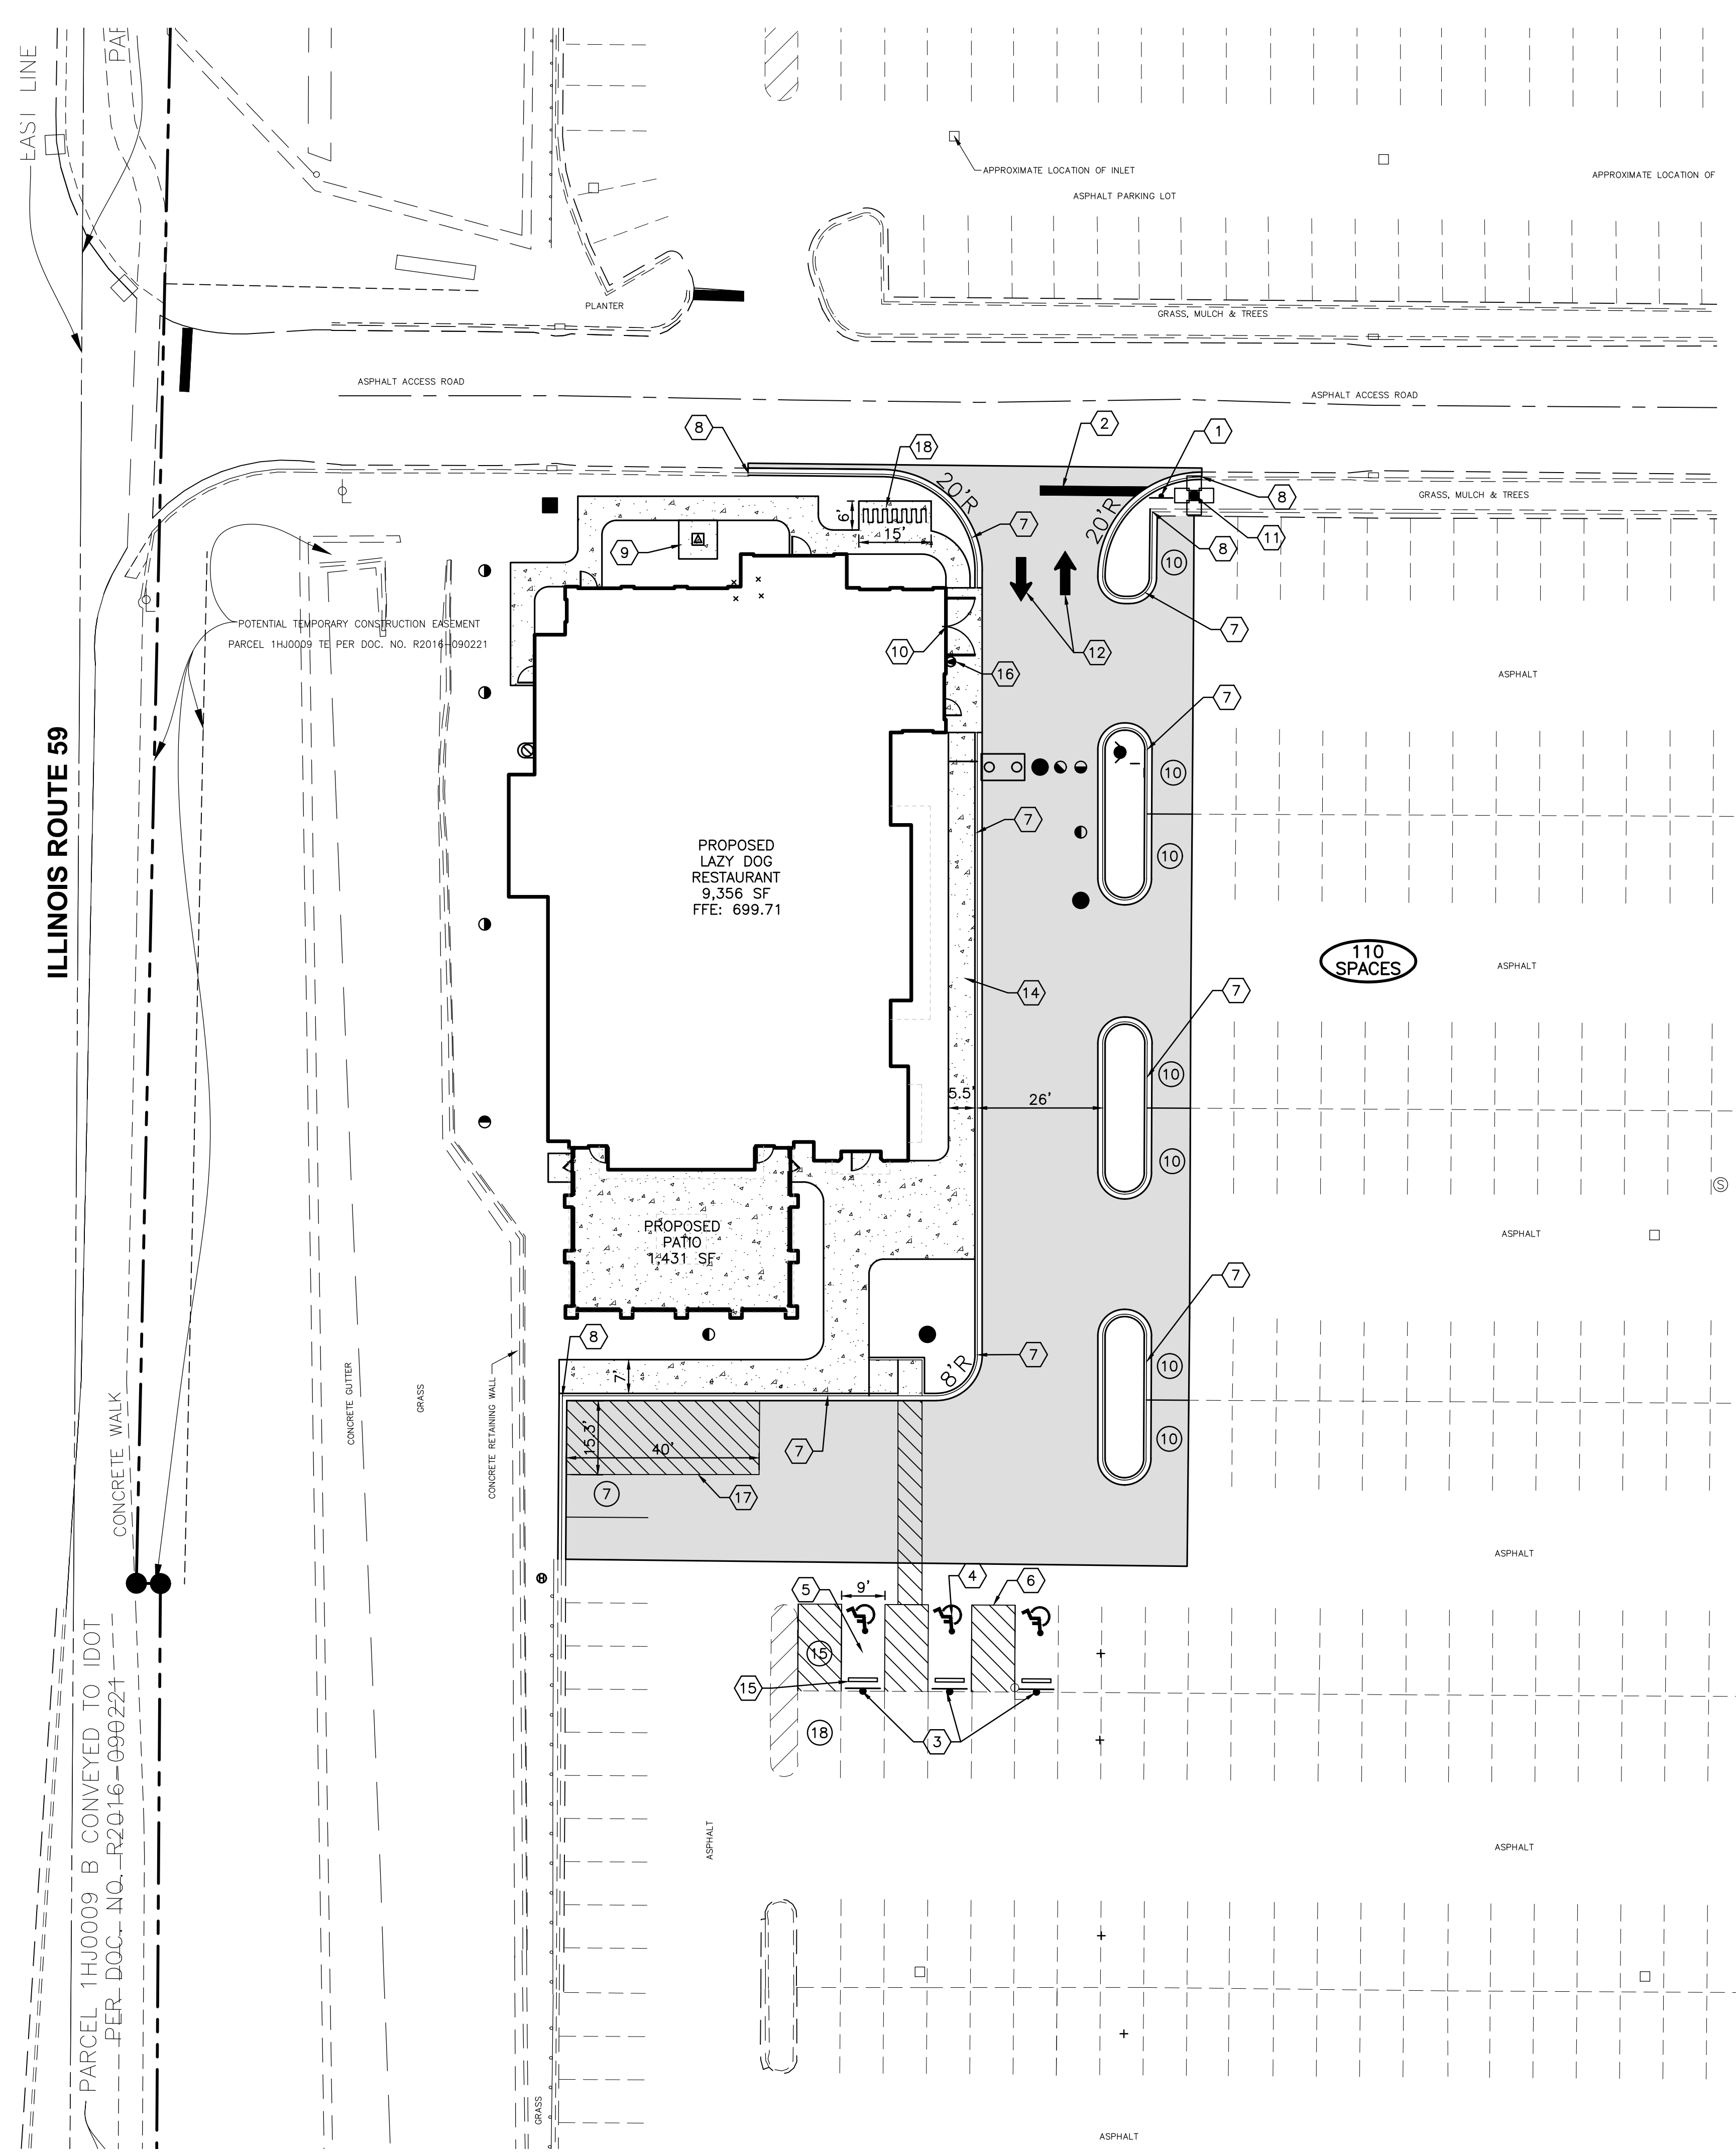 EAST LINE
APPROXIMATE LOCATION OF INLET
APPROXIMATE LOCATION OF
ASPHALT PARKING LOT
PLANTER
GRASS, MULCH & TREES
ASPHALT ACCESS ROAD
ASPHALT ACCESS ROAD
8
18
2
1
20'R
20'R
8
GRASS, MULCH & TREES
6'
15'
7
11
8
9
10
POTENTIAL TEMPORARY CONSTRUCTION EASEMENT
PARCEL 1HJ0009 TE PER DOC. NO. R2016-090221
7
10
12
16
ASPHALT
7
ILLINOIS ROUTE 59
10
7
PROPOSED
LAZY DOG
RESTAURANT
9,356 SF
FFE: 699.71
10
110
SPACES
ASPHALT
14
7
10
5.5'
26'
10
S
PROPOSED
PATIO
1,431 SF
ASPHALT
7
8
7
10
7'
8'R
CONCRETE GUTTER
GRASS
CONCRETE RETAINING WALL
CONCRETE WALK
15.3'
40'
7
10
7
17
ASPHALT
H
5
9'
4
6
15
15
3
18
PARCEL 1HJ0009 B CONVEYED TO IDOT
PER DOC. NO. R2016-090221
ASPHALT
ASPHALT
GRASS
ASPHALT